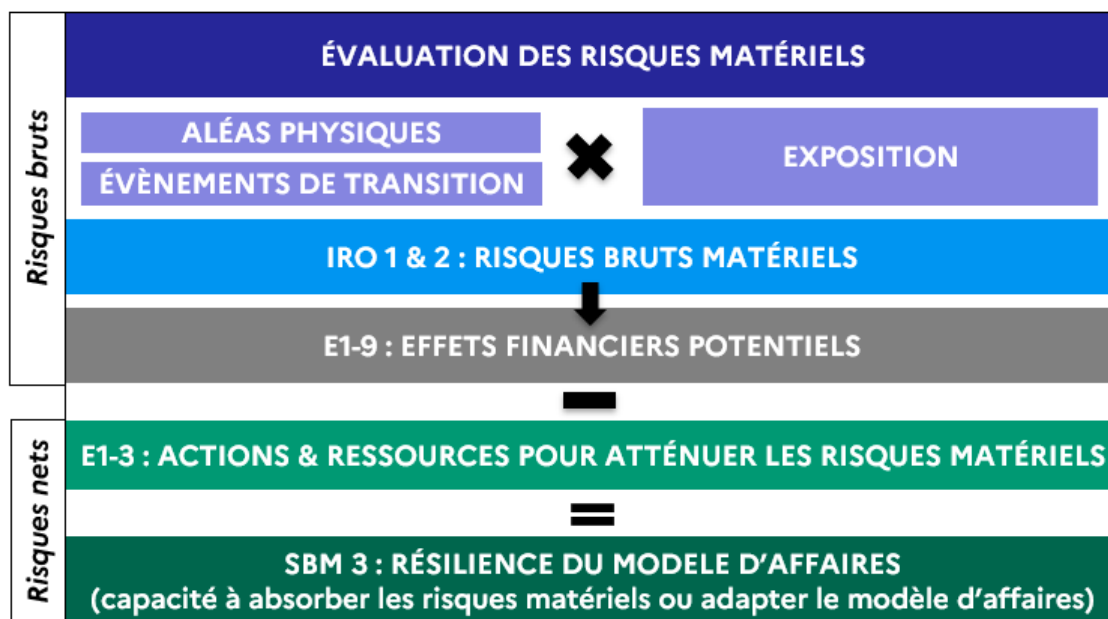 ÉVALUATION DES RISQUES MATÉRIELS
Risques bruts
ALÉAS PHYSIQUES
ÉVÈNEMENTS DE TRANSITION
EXPOSITION
IRO 1 & 2 : RISQUES BRUTS MATÉRIELS
E1-9 : EFFETS FINANCIERS POTENTIELS
Risques nets
E1-3 : ACTIONS & RESSOURCES POUR ATTÉNUER LES RISQUES MATÉRIELS
SBM 3 : RÉSILIENCE DU MODELE D’AFFAIRES
(capacité à absorber les risques matériels ou adapter le modèle d’affaires)